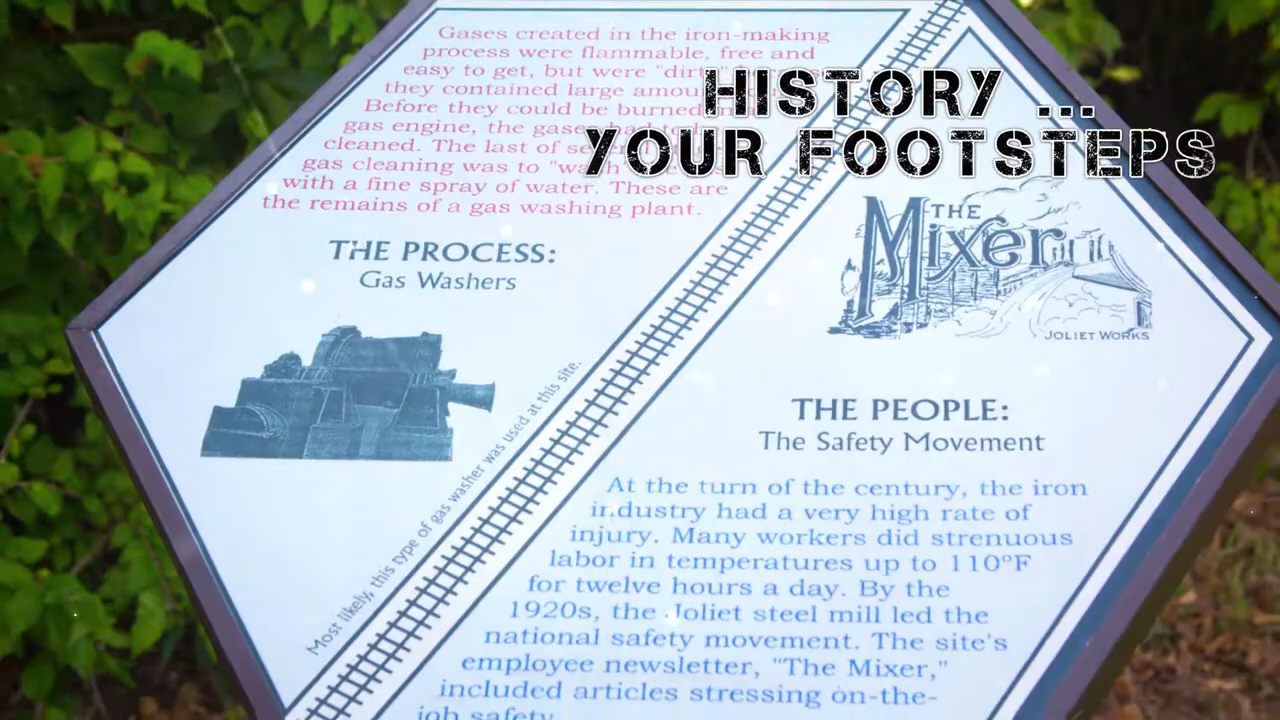 HISTORY ...
YOUR FOOTSTEPS
Gases created in the iron-making
process were flammable, free and
easy to get, but were "dirty"
they contained large
Before they could be burned
gas engine, the gases had to
cleaned. The last of
gas cleaning was to "wash"
with a fine spray of water. These are
the remains of a gas washing plant.
THE PROCESS:
Gas Washers
Most likely, this type of gas washer was used at this site.
THE
Mixer
JOLIET WORKS
THE PEOPLE:
The Safety Movement
At the turn of the century, the iron
industry had a very high rate of
injury. Many workers did strenuous
labor in temperatures up to 110°F
for twelve hours a day. By the
1920s, the Joliet steel mill led the
national safety movement. The site's
employee newsletter, "The Mixer,"
included articles stressing on-the-
job safety.